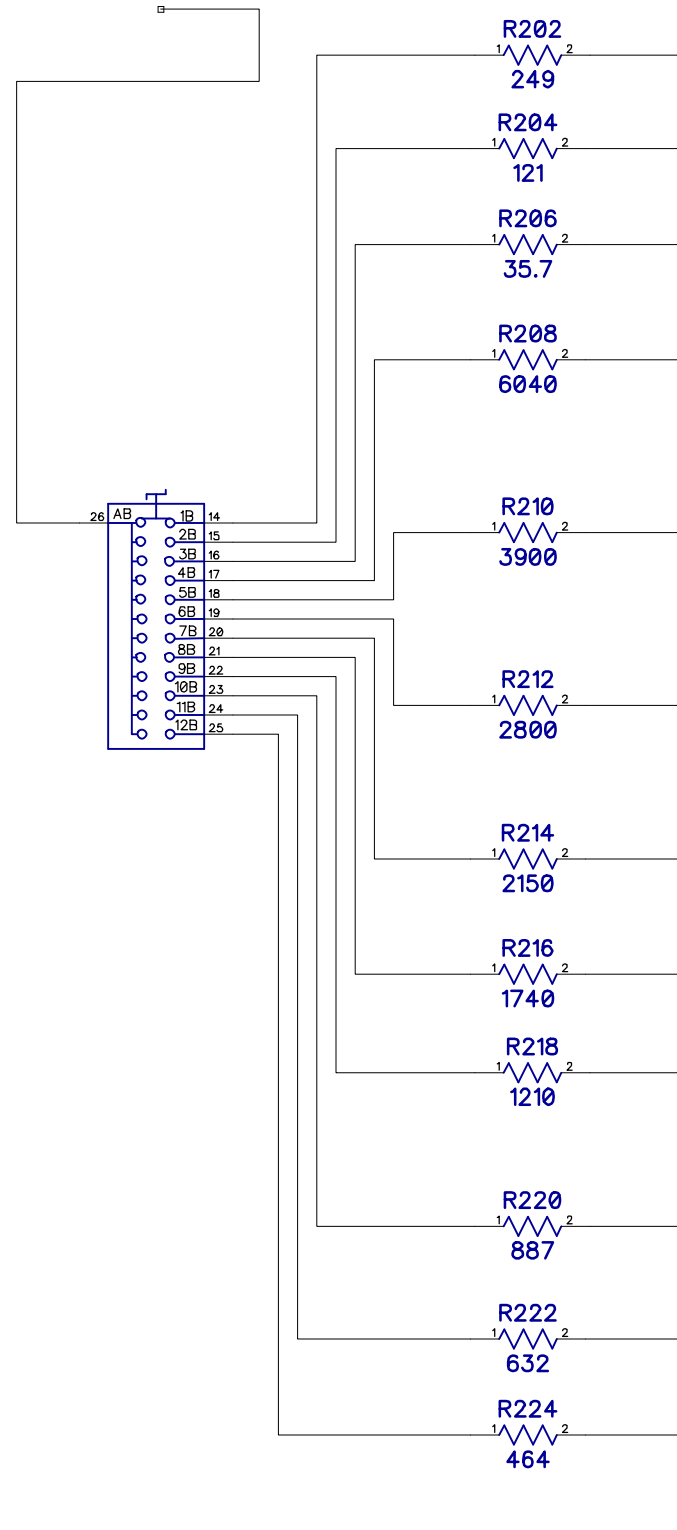 R202
1 2
249
R204
1 2
121
R206
1 2
35.7
R208
1 2
6040
R210
1 2
3900
26 AB 1B 14
2B 15
3B 16
4B 17
5B 18
6B 19
7B 20
8B 21
9B 22
10B 23
11B 24
12B 25
R212
1 2
2800
R214
1 2
2150
R216
1 2
1740
R218
1 2
1210
R220
1 2
887
R222
1 2
632
R224
1 2
464